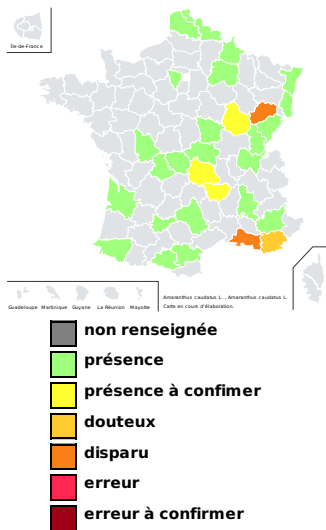 Île-de-France
Guadeloupe Martinique Guyane La Réunion Mayotte
Amaranthus caudatus L. , Amaranthus caudatus L.
Carte en cours d'élaboration.
non renseignée
présence
présence à confimer
douteux
disparu
erreur
erreur à confirmer